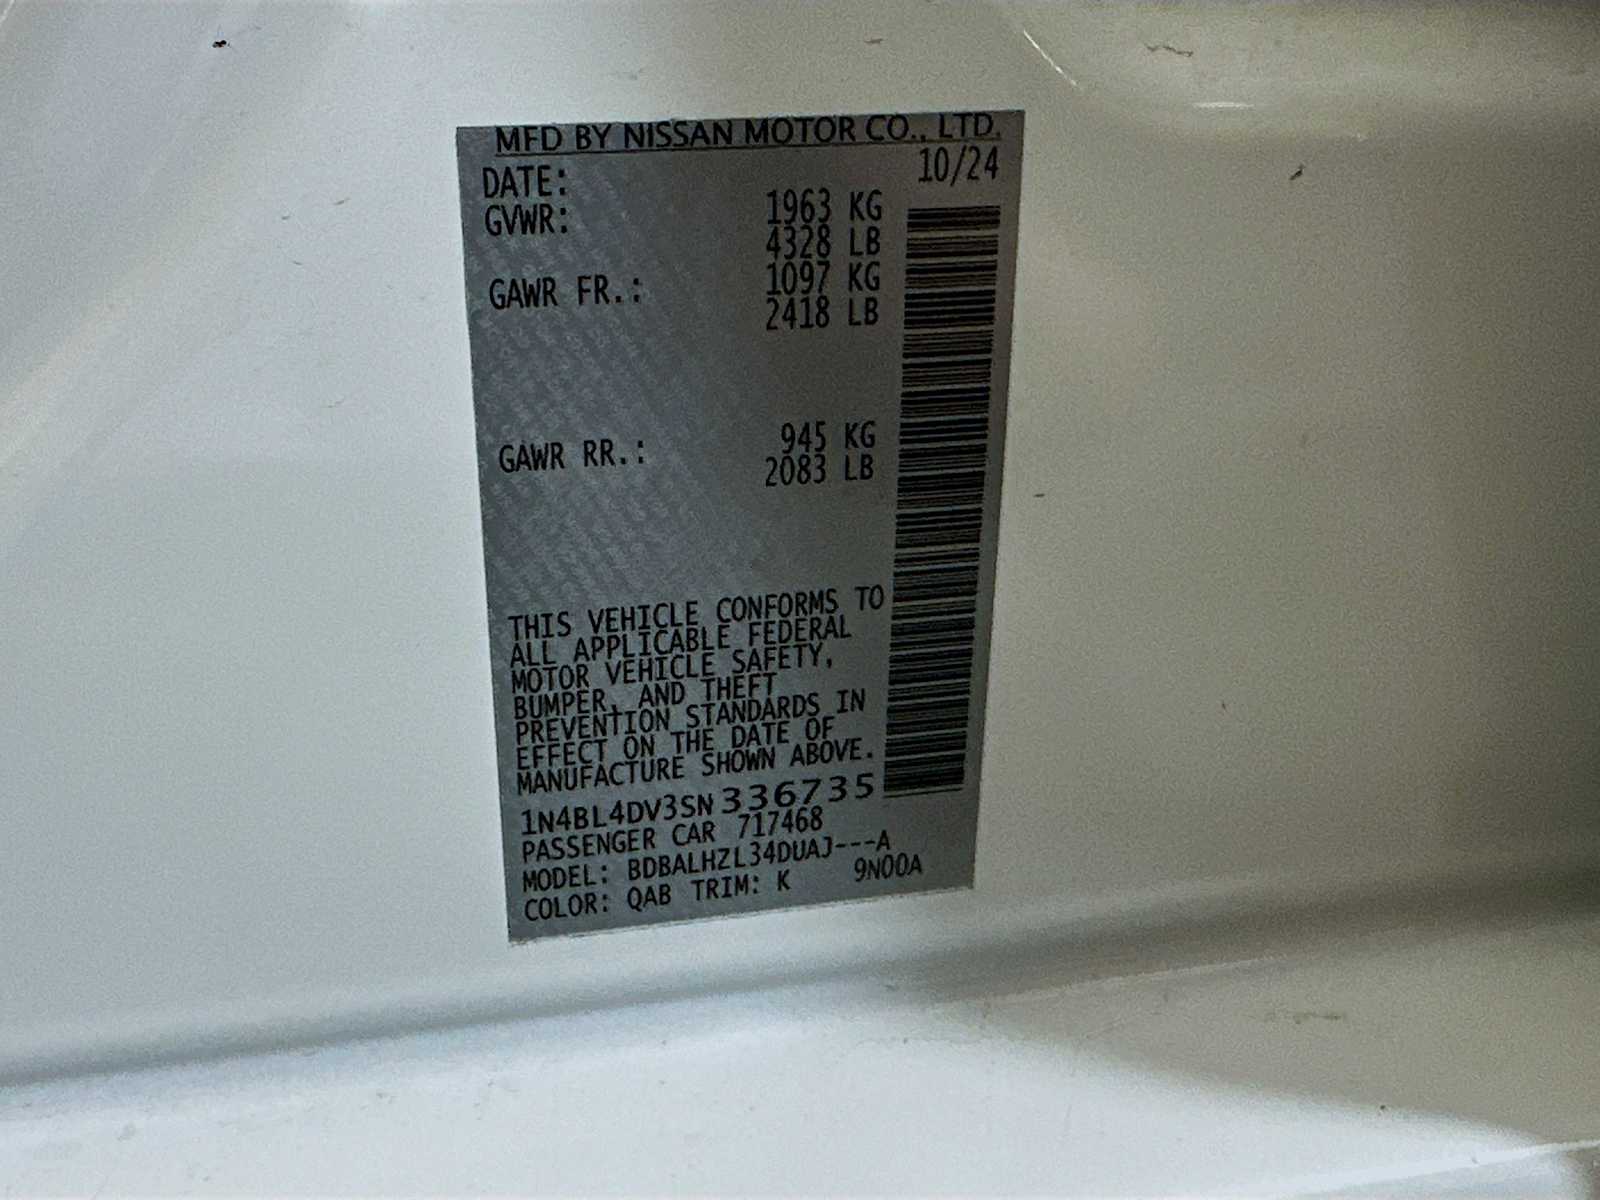 MFD BY NISSAN MOTOR CO., LTD.
DATE: 10/24
GVWR: 1963 KG
4328 LB
GAWR FR.: 1097 KG
2418 LB
GAWR RR.: 945 KG
2083 LB
THIS VEHICLE CONFORMS TO
ALL APPLICABLE FEDERAL
MOTOR VEHICLE SAFETY,
BUMPER, AND THEFT
PREVENTION STANDARDS IN
EFFECT ON THE DATE OF
MANUFACTURE SHOWN ABOVE.
1N4BL4DV3SN336735
PASSENGER CAR 717468
MODEL: BDBALHZL34DUAJ---A
COLOR: QAB TRIM: K 9N00A